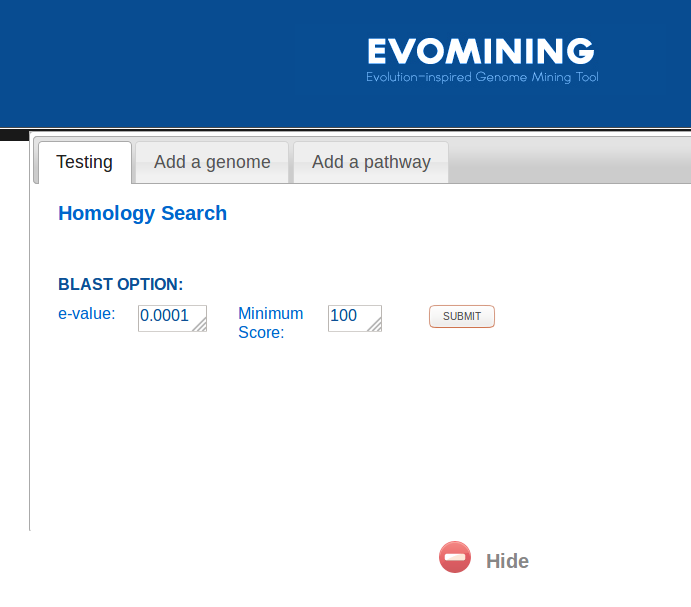 EVOMINING
Evolution-inspired Genome Mining Tool
Testing
Add a genome
Add a pathway
Homology Search
BLAST OPTION:
e-value:
0.0001
Minimum
Score:
100
SUBMIT
Hide